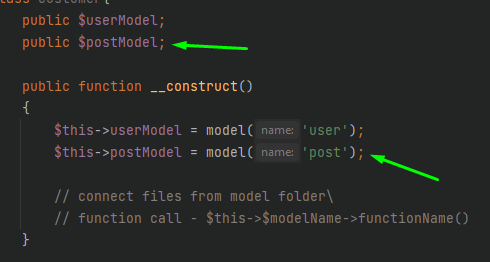 class customer{
public $userModel;
public $postModel;
public function __construct()
{
$this->userModel = model( name: 'user');
$this->postModel = model( name: 'post');
// connect files from model folder\
// function call - $this->$modelName->functionName()
}